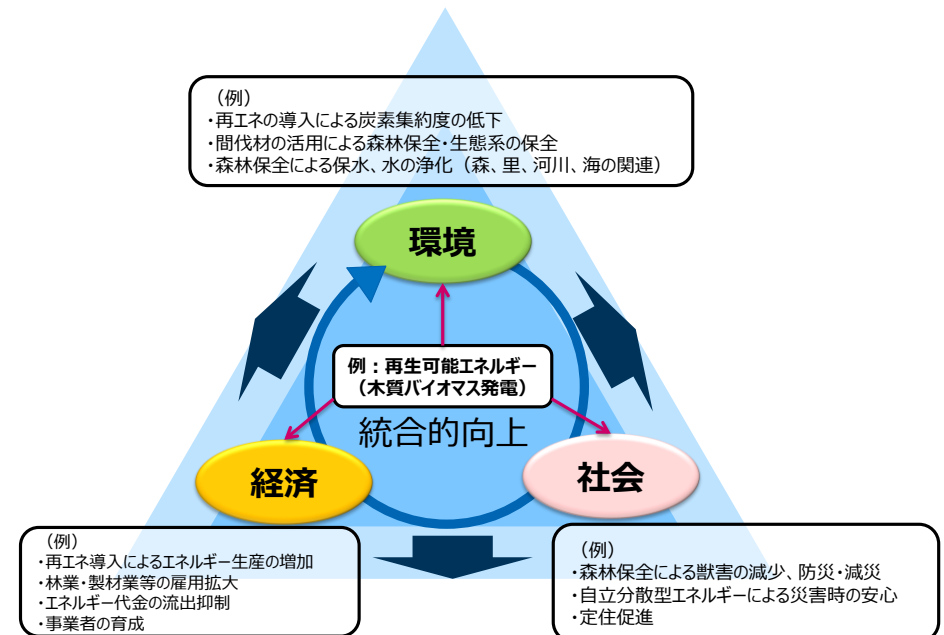 (例)
・再エネの導入による炭素集約度の低下
・間伐材の活用による森林保全・生態系の保全
・森林保全による保水、水の浄化（森、里、河川、海の関連）
環境
例：再生可能エネルギー
（木質バイオマス発電）
統合的向上
経済
社会
（例）
・再エネ導入によるエネルギー生産の増加
・林業・製材業等の雇用拡大
・エネルギー代金の流出抑制
・事業者の育成
（例）
・森林保全による獣害の減少、防災・減災
・自立分散型エネルギーによる災害時の安心
・定住促進